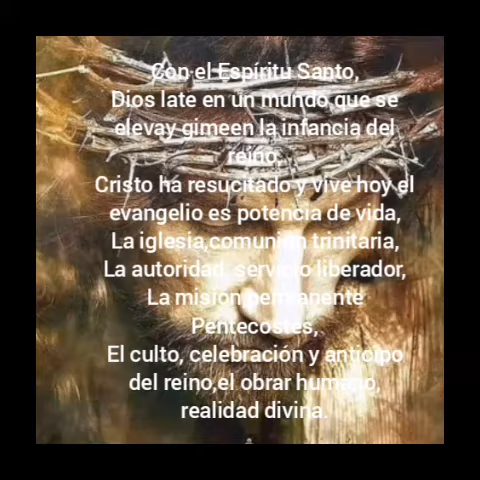 Con el Espíritu Santo,
Dios late en un mundo que se
elevay gimeen la infancia del
reino.
Cristo ha resucitado y vive hoy el
evangelio es potencia de vida,
La iglesia,comunión trinitaria,
La autoridad, servicio liberador,
La misión permanente
Pentecostes,
El culto, celebración y anticipo
del reino,el obrar humano,
realidad divina.